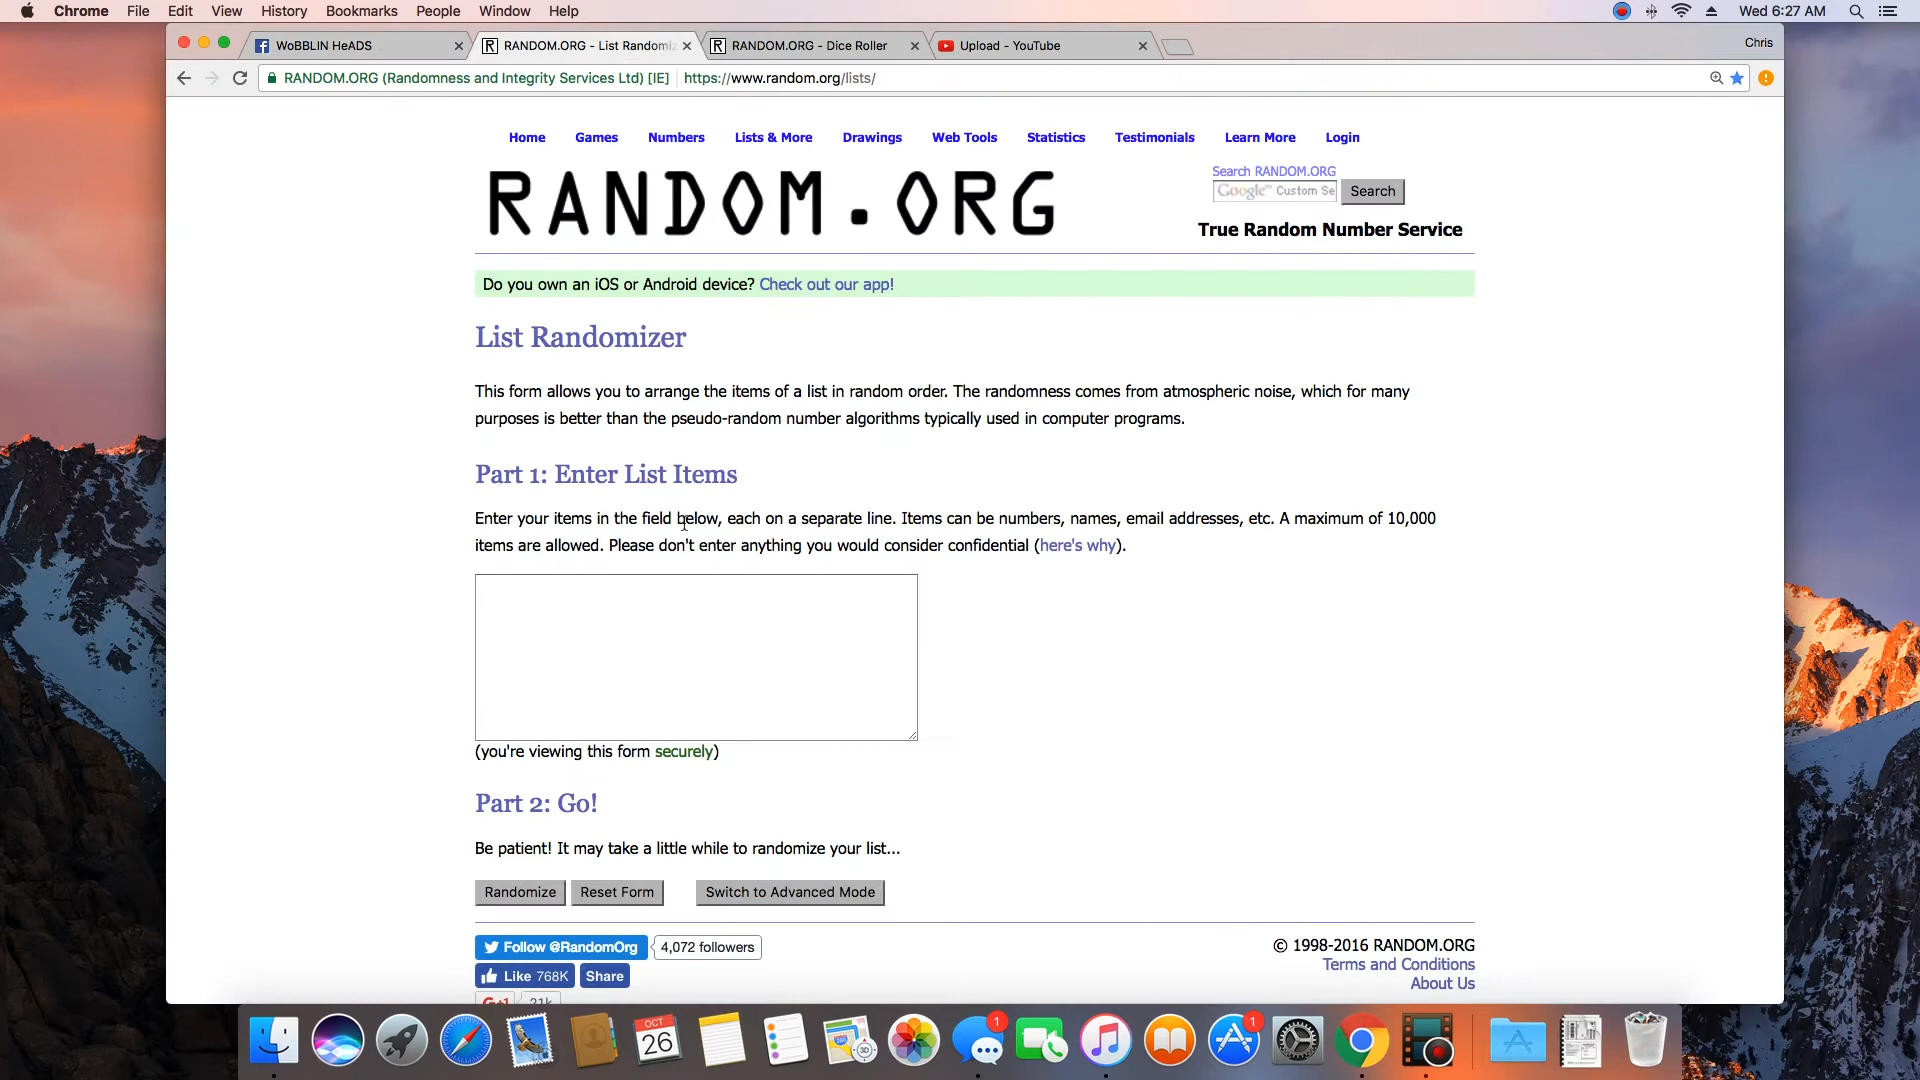 Chrome File Edit View History Bookmarks People Window Help
Wed 6:27 AM
WoBBLIN HeADS
RANDOM.ORG - List Randomiz
RANDOM.ORG - Dice Roller
Upload - YouTube
Chris
RANDOM.ORG (Randomness and Integrity Services Ltd) [IE] https://www.random.org/lists/
Home Games Numbers Lists & More Drawings Web Tools Statistics Testimonials Learn More Login
RANDOM.ORG
Search RANDOM.ORG
Google™ Custom Se Search
True Random Number Service
Do you own an iOS or Android device? Check out our app!
List Randomizer
This form allows you to arrange the items of a list in random order. The randomness comes from atmospheric noise, which for many
purposes is better than the pseudo-random number algorithms typically used in computer programs.
Part 1: Enter List Items
Enter your items in the field below, each on a separate line. Items can be numbers, names, email addresses, etc. A maximum of 10,000
items are allowed. Please don't enter anything you would consider confidential (here's why).
(you're viewing this form securely)
Part 2: Go!
Be patient! It may take a little while to randomize your list...
Randomize Reset Form Switch to Advanced Mode
Follow @RandomOrg 4,072 followers
Like 768K Share
G+1 21k
© 1998-2016 RANDOM.ORG
Terms and Conditions
About Us
OCT
26
3D
1
1